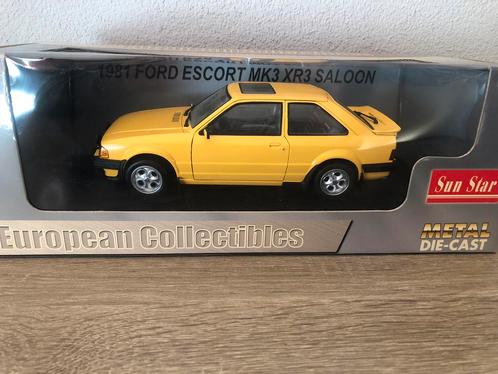 1981 FORD ESCORT MK3 XR3 SALOON
Sun Star
European Collectibles
METAL
DIE-CAST